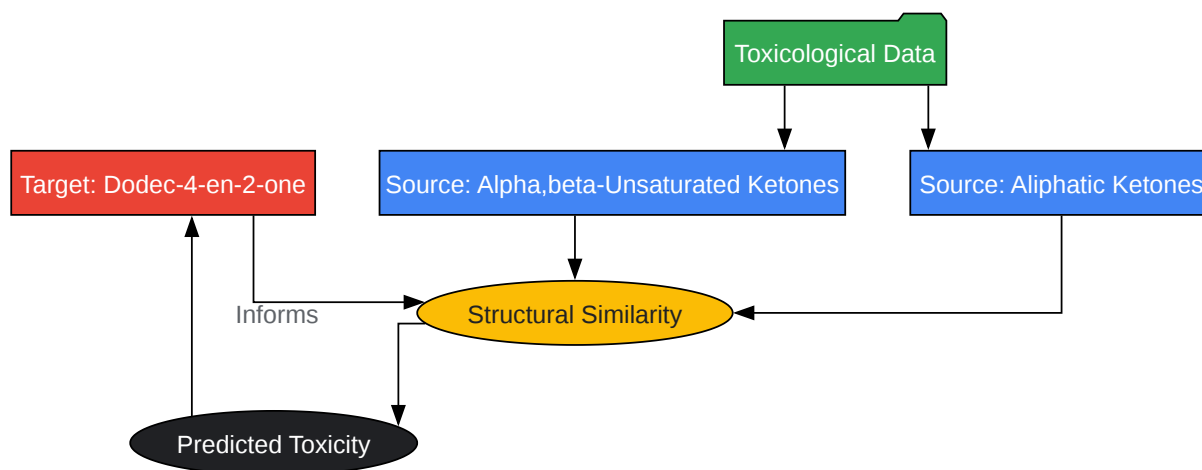 Toxicological Data
Target: Dodec-4-en-2-one
Source: Alpha,beta-Unsaturated Ketones
Source: Aliphatic Ketones
Informs
Structural Similarity
Predicted Toxicity